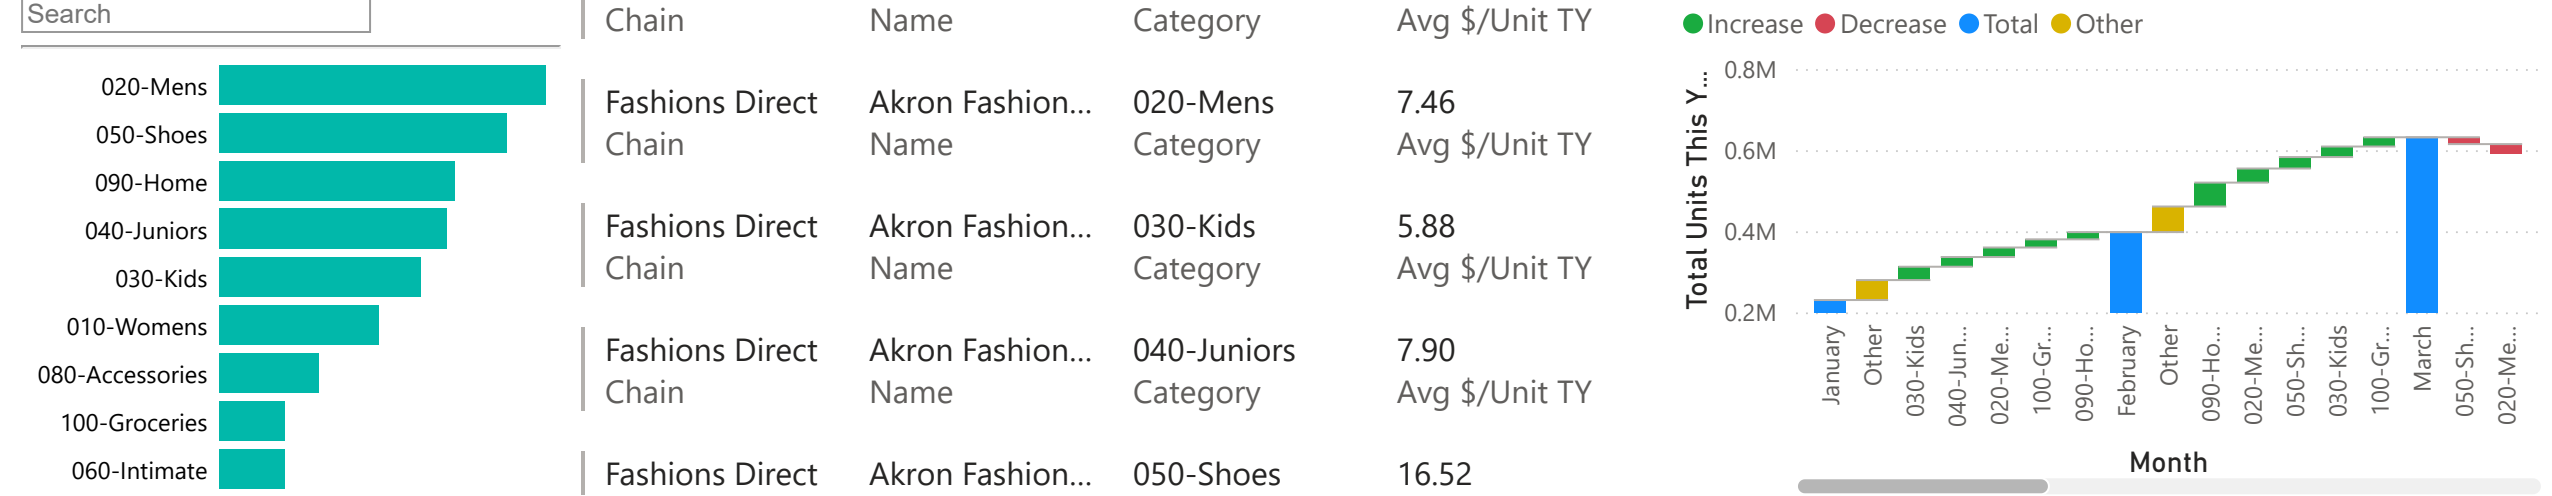 Search
020-Mens
050-Shoes
090-Home
040-Juniors
030-Kids
010-Womens
080-Accessories
100-Groceries
060-Intimate
Chain Name Category Avg $/Unit TY
Fashions Direct Akron Fashion... 020-Mens 7.46
Chain Name Category Avg $/Unit TY
Fashions Direct Akron Fashion... 030-Kids 5.88
Chain Name Category Avg $/Unit TY
Fashions Direct Akron Fashion... 040-Juniors 7.90
Chain Name Category Avg $/Unit TY
Fashions Direct Akron Fashion... 050-Shoes 16.52
Increase Decrease Total Other
Total Units This Y...
0.8M
0.6M
0.4M
0.2M
January
Other
030-Kids
040-Jun...
020-Me...
100-Gr...
090-Ho...
February
Other
090-Ho...
020-Me...
050-Sh...
030-Kids
100-Gr...
March
050-Sh...
020-Me...
Month